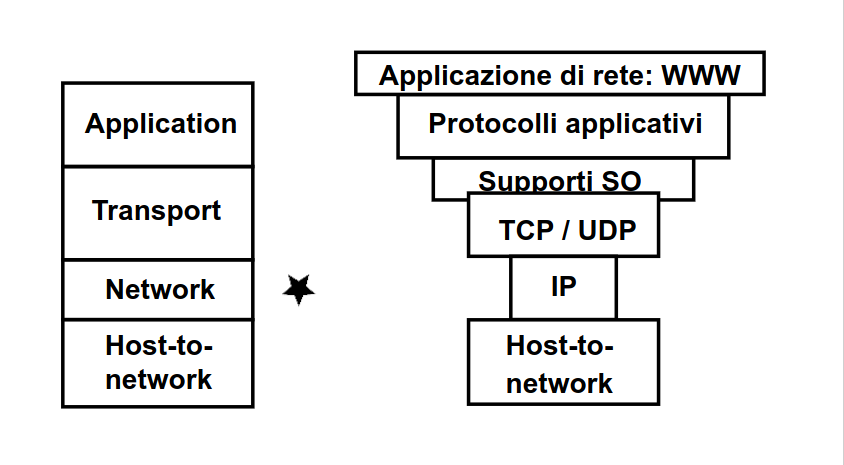 Application
Transport
Network
Host-to-
network
Applicazione di rete: WWW
Protocolli applicativi
Supporti SO
TCP / UDP
IP
Host-to-
network